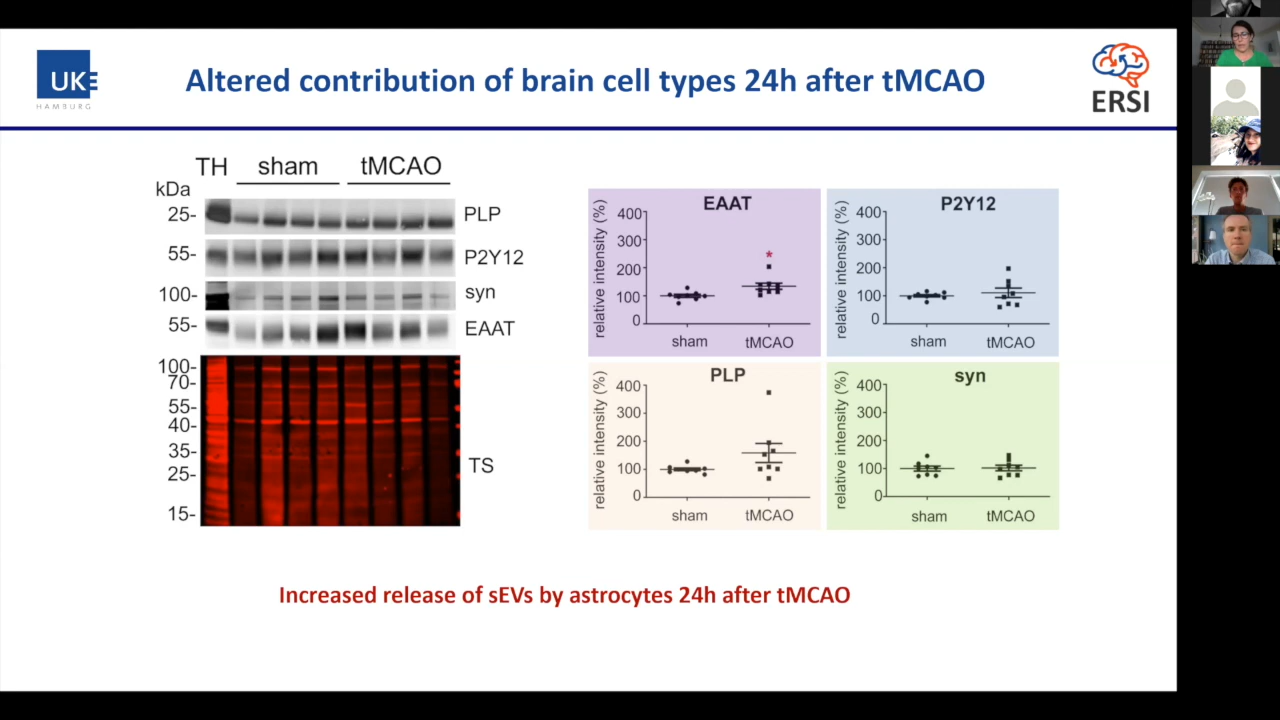 UKE
HAMBURG
Altered contribution of brain cell types 24h after tMCAO
ERSI
TH sham tMCAO
kDa
25- PLP
55- P2Y12
100- syn
55- EAAT
100-
70-
55-
40-
35-
25-
15-
TS
EAAT
relative intensity (%)
400
300
200
100
0
*
sham tMCAO
P2Y12
relative intensity (%)
400
300
200
100
0
sham tMCAO
PLP
relative intensity (%)
400
300
200
100
0
sham tMCAO
syn
relative intensity (%)
400
300
200
100
0
sham tMCAO
Increased release of sEVs by astrocytes 24h after tMCAO